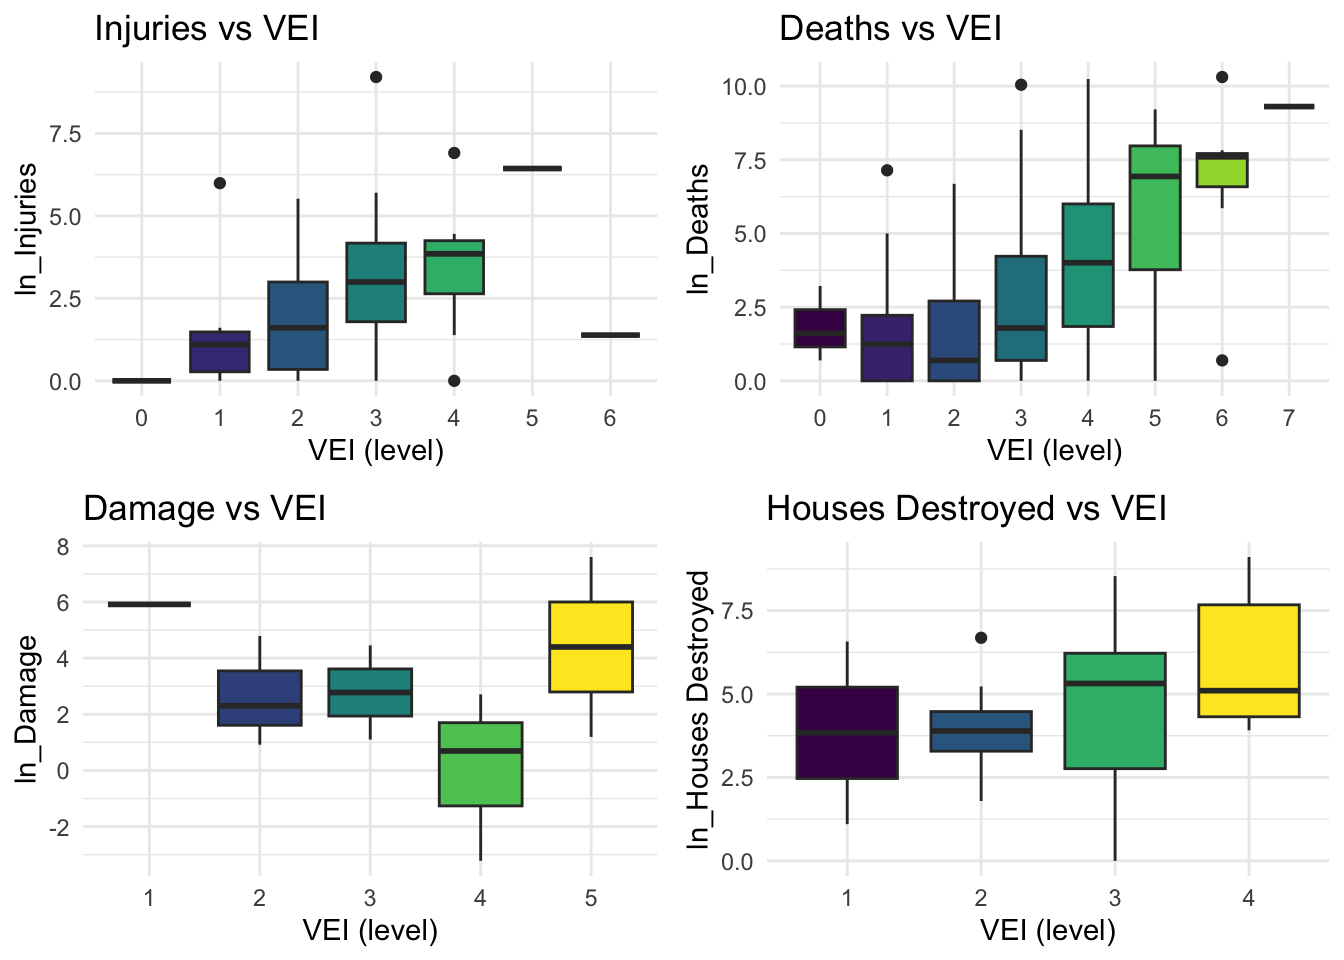 Injuries vs VEI
ln_Injuries
7.5
5.0
2.5
0.0
0 1 2 3 4 5 6
VEI (level)
Deaths vs VEI
ln_Deaths
10.0
7.5
5.0
2.5
0.0
0 1 2 3 4 5 6 7
VEI (level)
Damage vs VEI
ln_Damage
8
6
4
2
0
-2
1 2 3 4 5
VEI (level)
Houses Destroyed vs VEI
ln_Houses Destroyed
7.5
5.0
2.5
0.0
1 2 3 4
VEI (level)